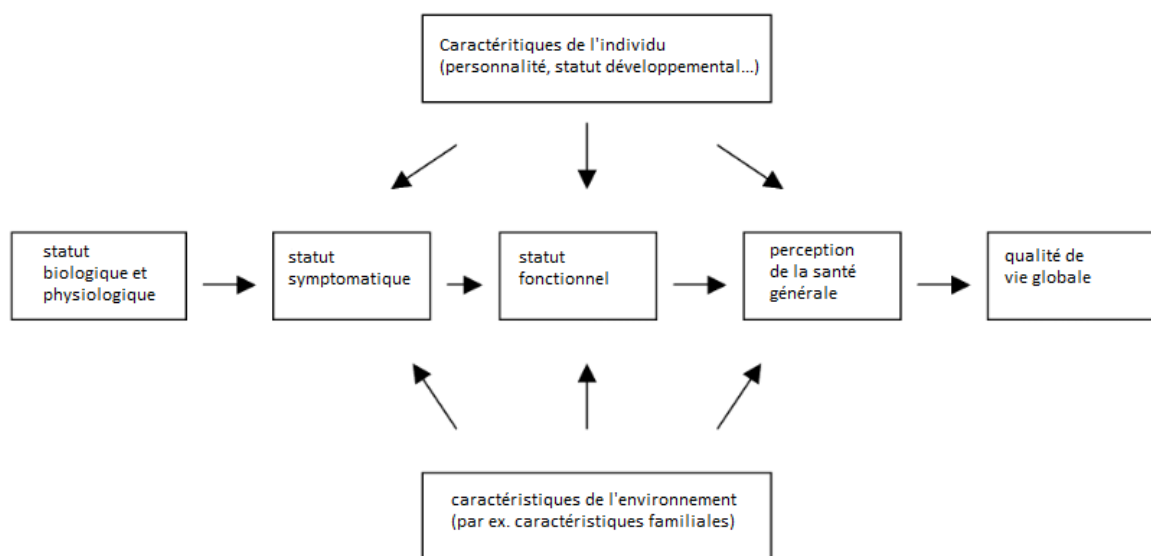 Caractéritiques de l'individu
(personnalité, statut développemental...)
statut
biologique et
physiologique
statut
symptomatique
statut
fonctionnel
perception
de la santé
générale
qualité de
vie globale
caractéristiques de l'environnement
(par ex. caractéristiques familiales)